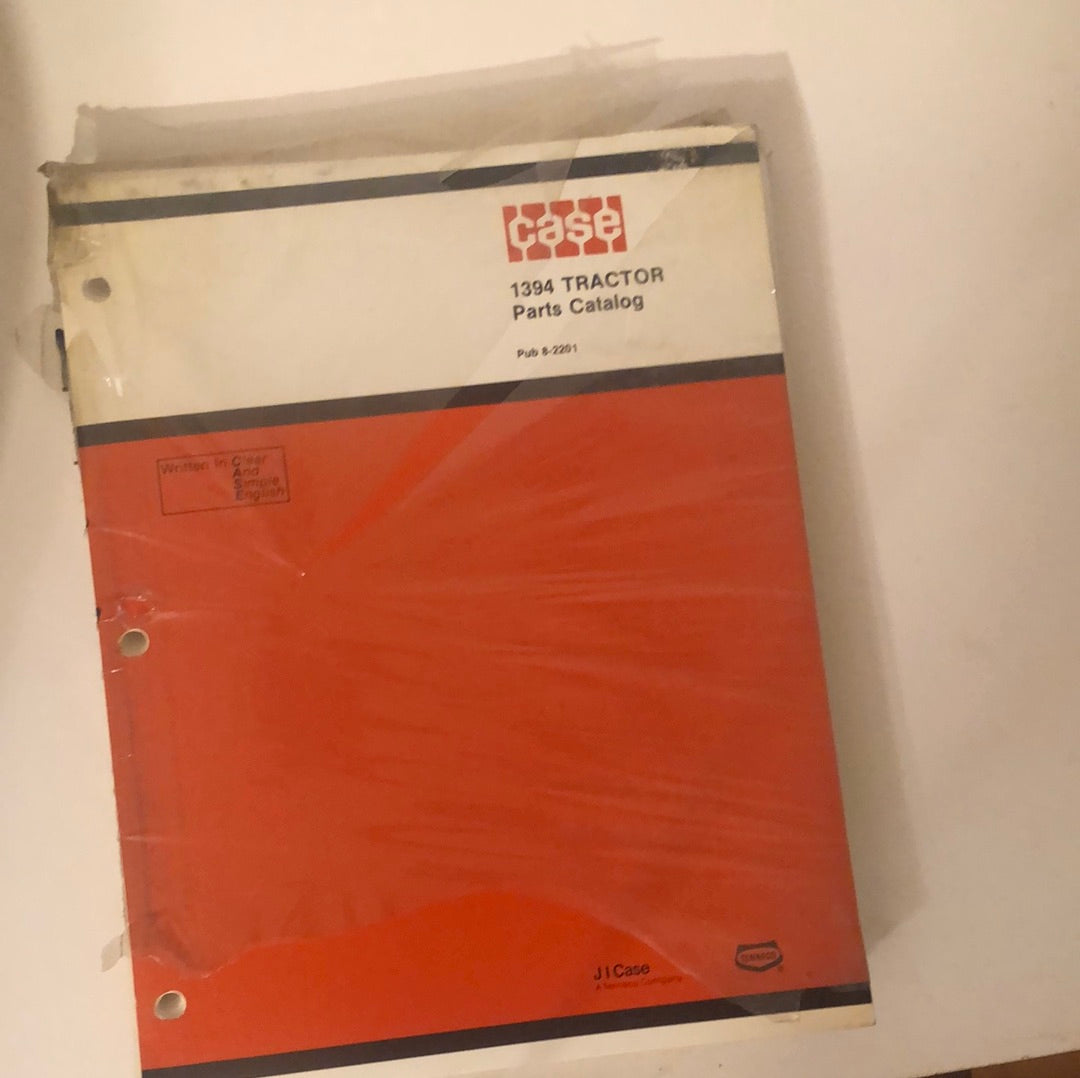 case
1394 TRACTOR
Parts Catalog
Pub 8-2201
Written In Clear
And
Simple
English
J I Case
A Tenneco Company
TENNECO
®